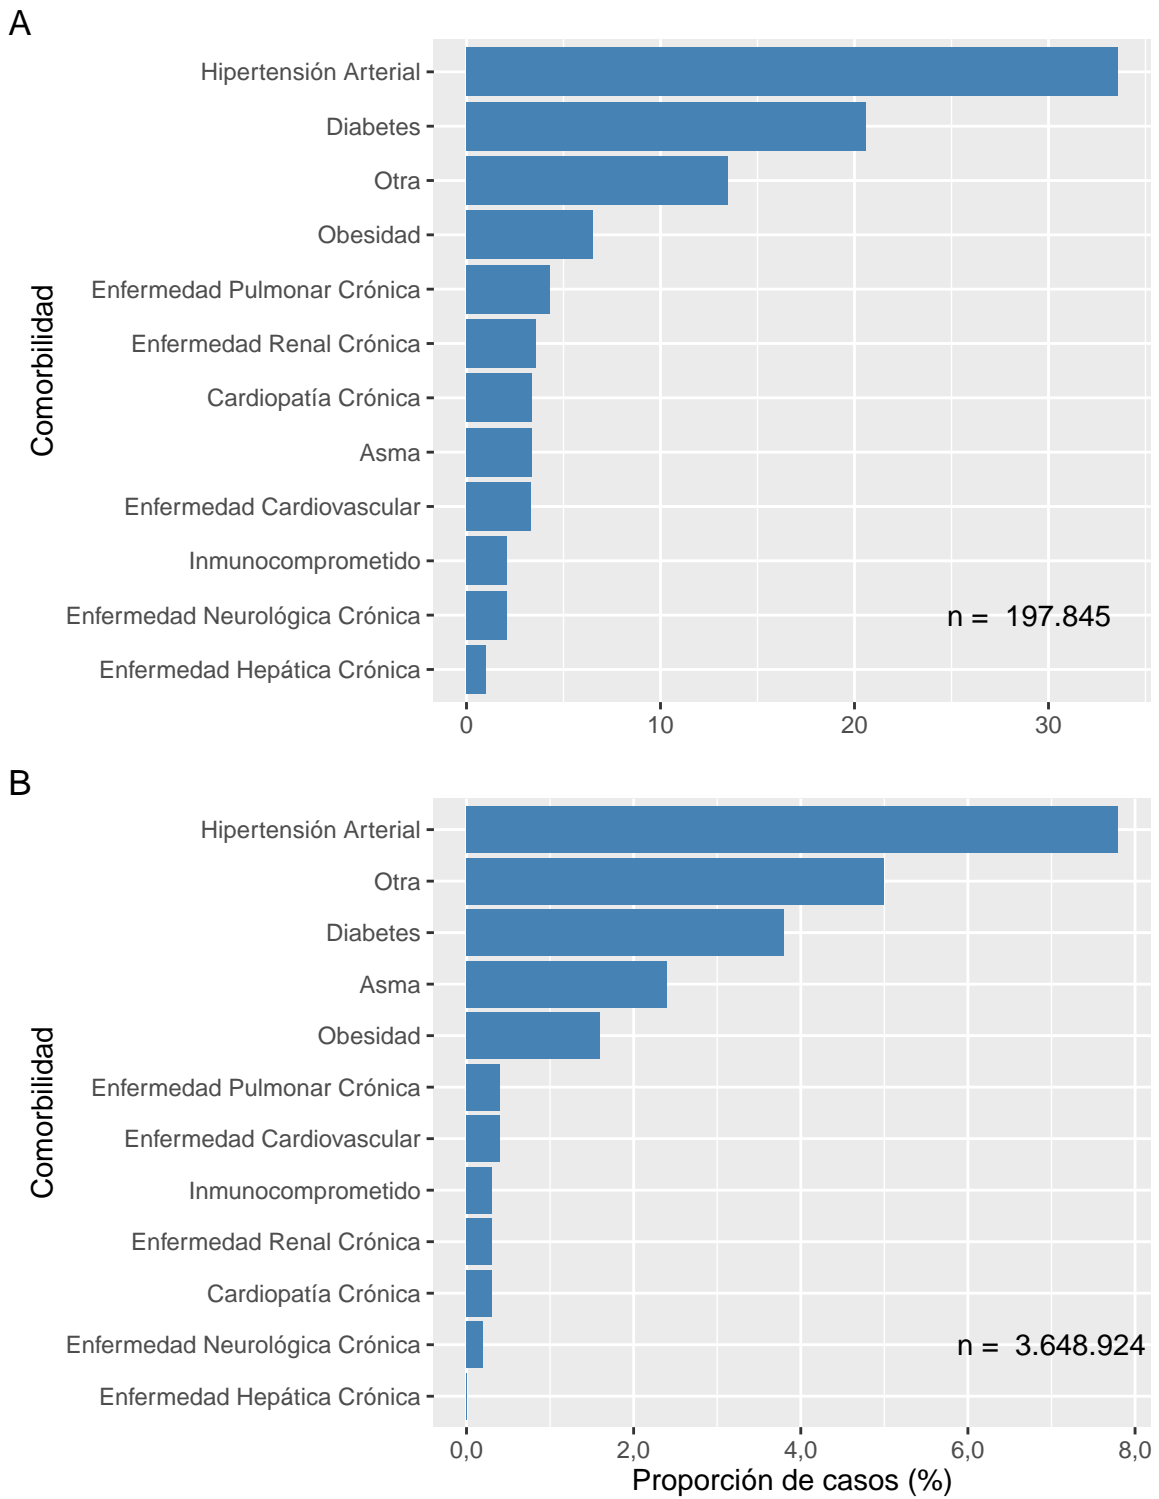 A
Comorbilidad
Hipertensión Arterial
Diabetes
Otra
Obesidad
Enfermedad Pulmonar Crónica
Enfermedad Renal Crónica
Cardiopatía Crónica
Asma
Enfermedad Cardiovascular
Inmunocomprometido
Enfermedad Neurológica Crónica
Enfermedad Hepática Crónica
n = 197.845
0 10 20 30
B
Comorbilidad
Hipertensión Arterial
Otra
Diabetes
Asma
Obesidad
Enfermedad Pulmonar Crónica
Enfermedad Cardiovascular
Inmunocomprometido
Enfermedad Renal Crónica
Cardiopatía Crónica
Enfermedad Neurológica Crónica
Enfermedad Hepática Crónica
n = 3.648.924
0,0 2,0 4,0 6,0 8,0
Proporción de casos (%)